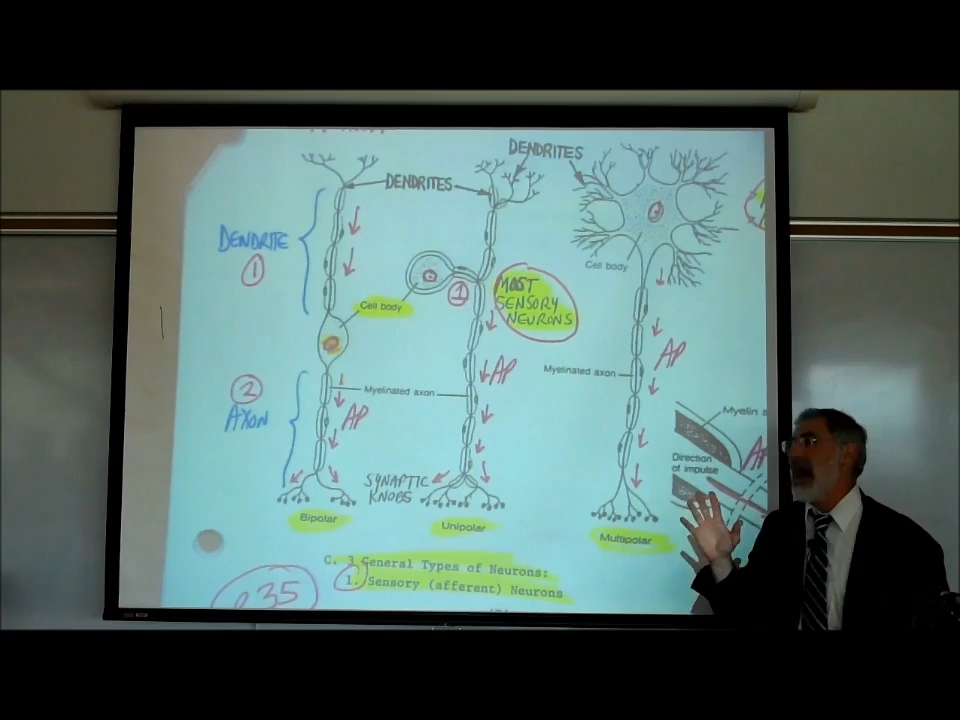 DENDRITES
DENDRITES
DENDRITE
1
Cell body
Cell body
1
MOST
SENSORY
NEURONS
AP
Myelinated axon
2
AXON
Myelinated axon
AP
AP
Myelin
Direction
of impulse
AP
SYNAPTIC
KNOBS
Bipolar
Unipolar
Multipolar
C. 3 General Types of Neurons:
1. Sensory (afferent) Neurons
35